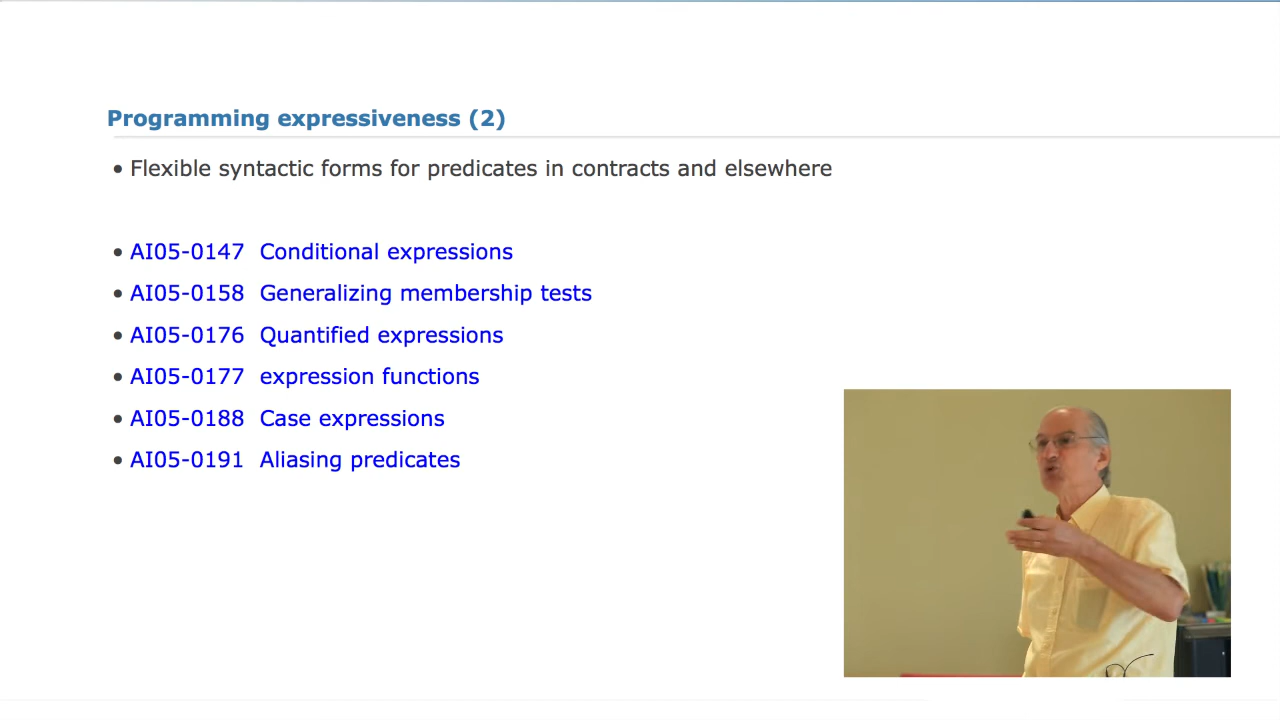 Programming expressiveness (2)
• Flexible syntactic forms for predicates in contracts and elsewhere
• AI05-0147 Conditional expressions
• AI05-0158 Generalizing membership tests
• AI05-0176 Quantified expressions
• AI05-0177 expression functions
• AI05-0188 Case expressions
• AI05-0191 Aliasing predicates